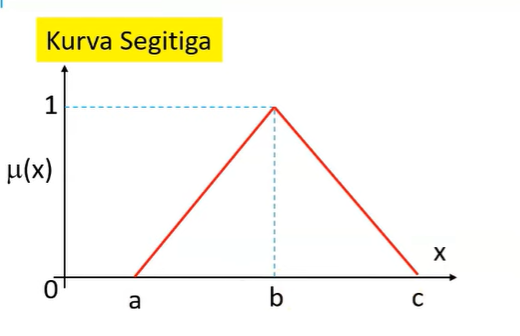 Kurva Segitiga
1
μ(x)
x
0
a
b
c